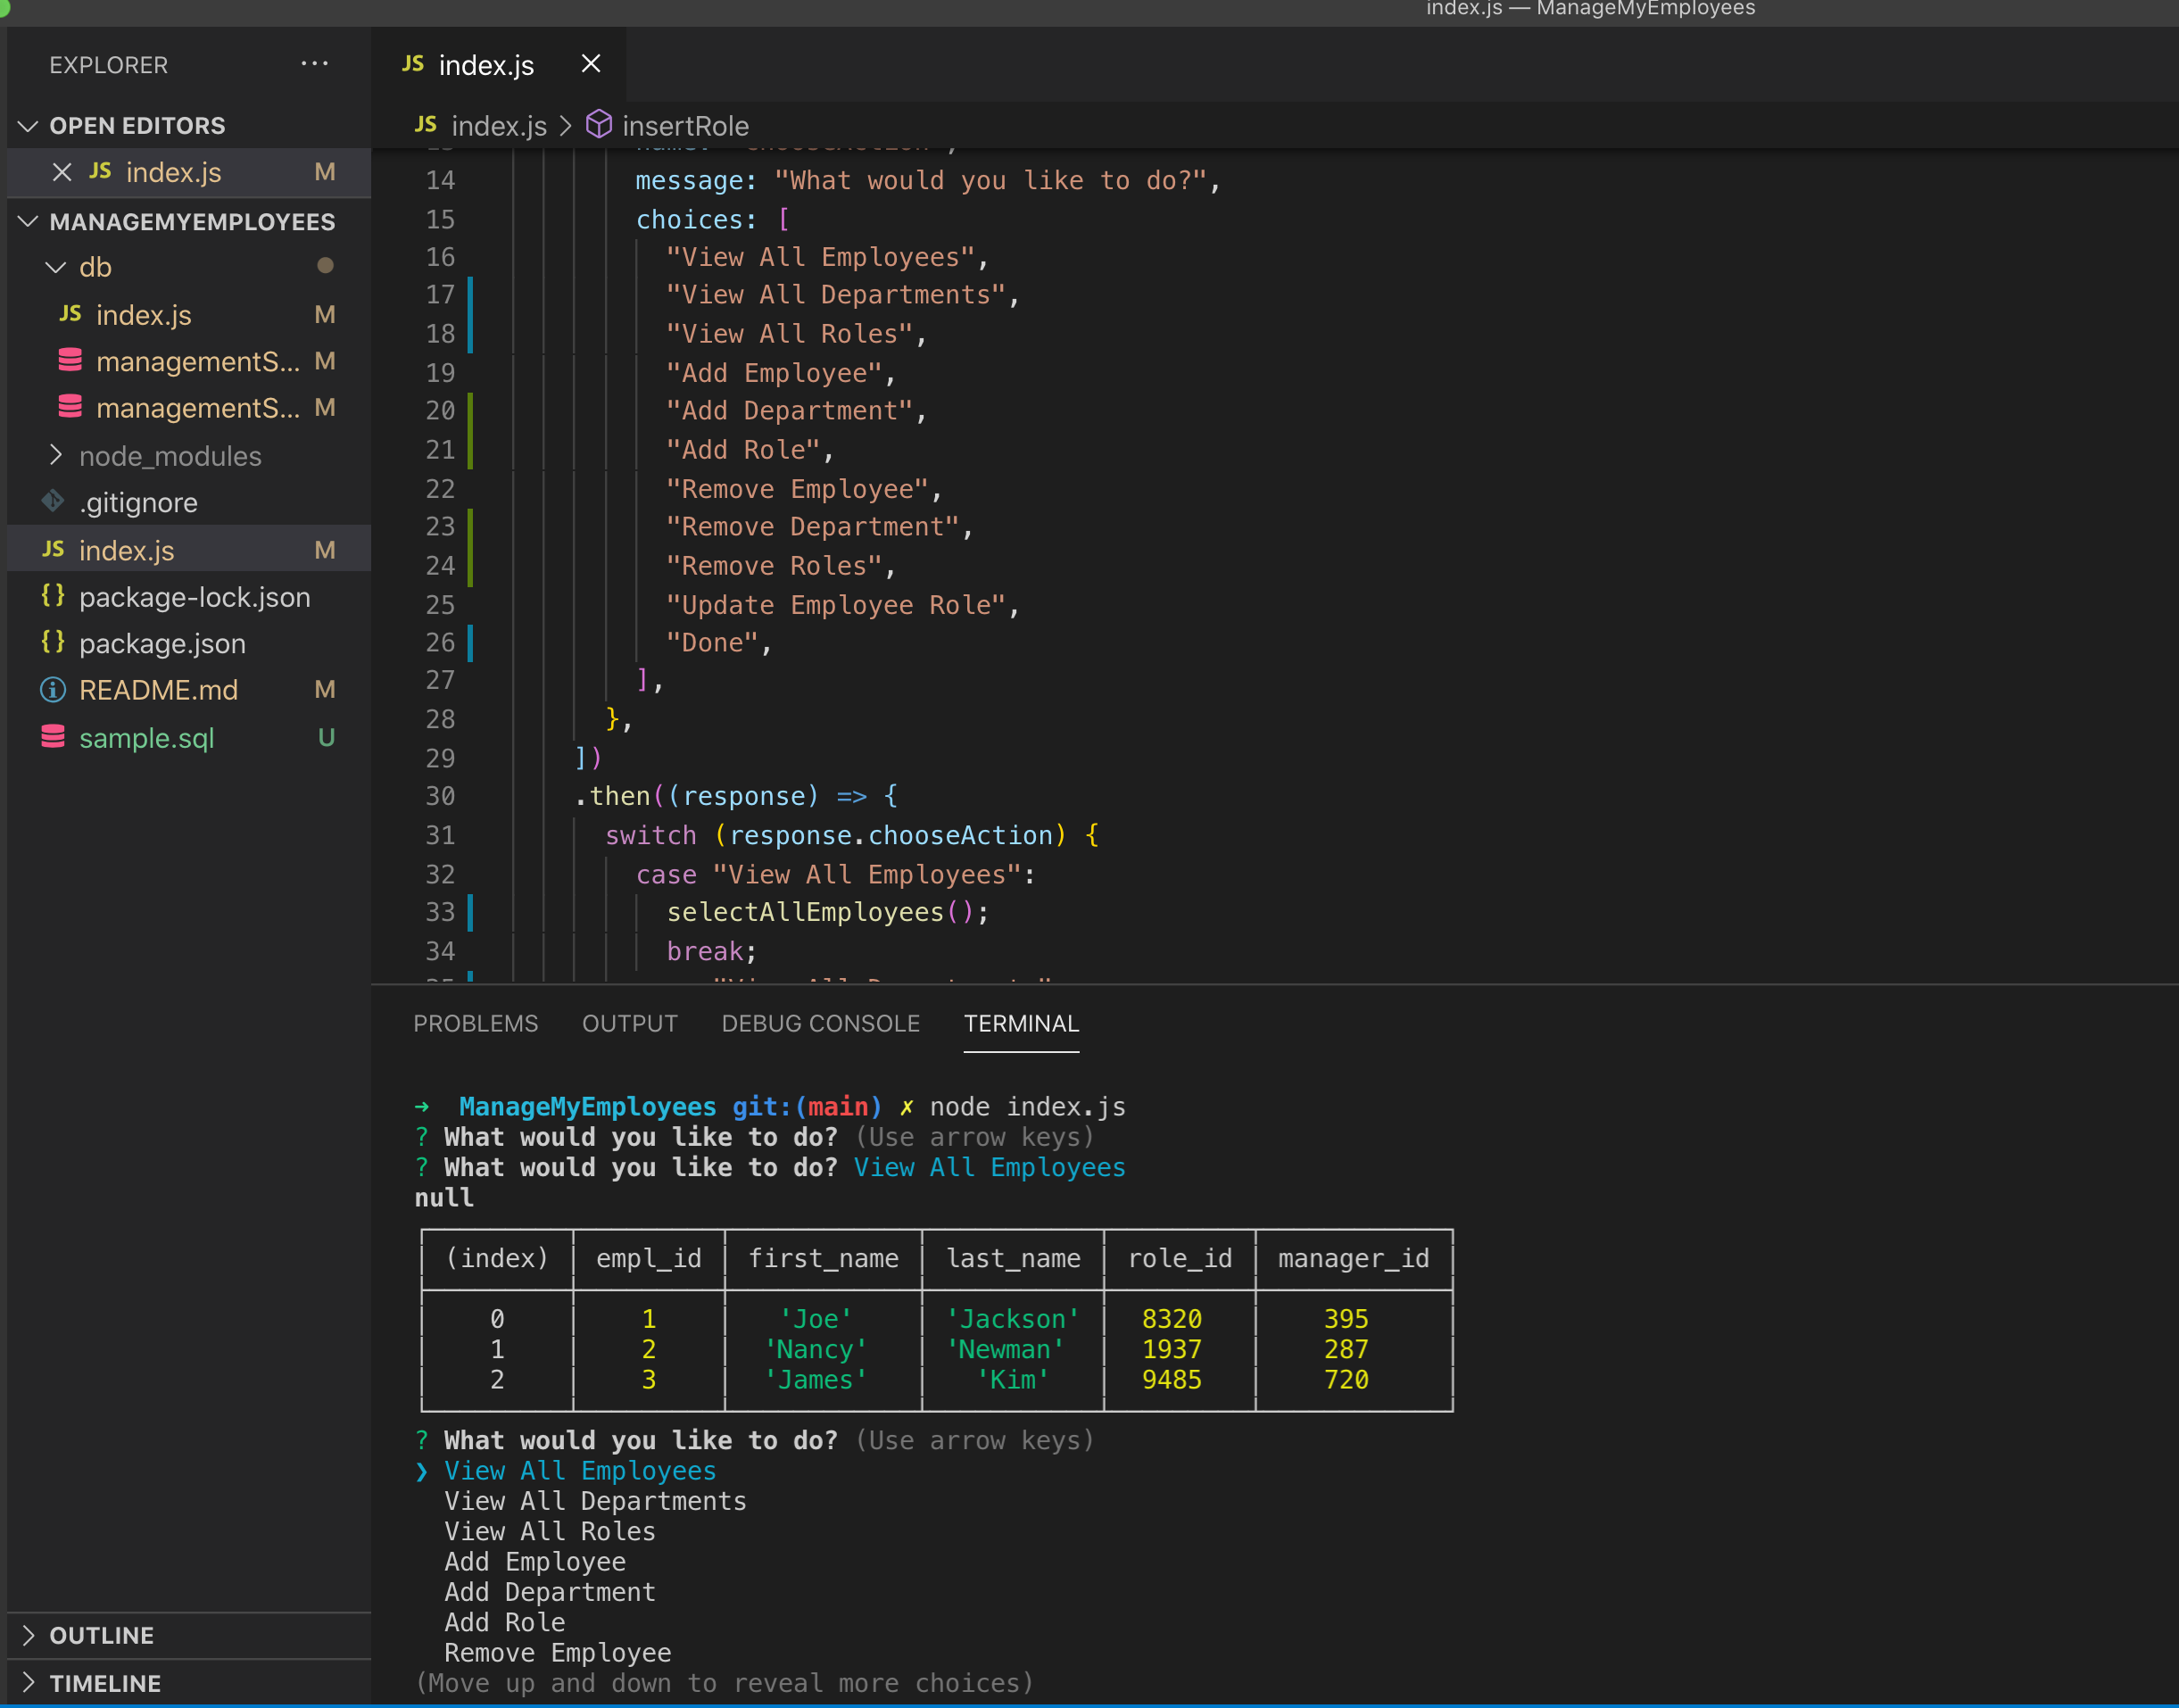 index.js — ManageMyEmployees
EXPLORER ...
OPEN EDITORS
JS index.js M
MANAGEMYEMPLOYEES
db
JS index.js M
managementS... M
managementS... M
node_modules
.gitignore
JS index.js M
{} package-lock.json
{} package.json
README.md M
sample.sql U
OUTLINE
TIMELINE
JS index.js
JS index.js > insertRole
14 message: "What would you like to do?",
15 choices: [
16 "View All Employees",
17 "View All Departments",
18 "View All Roles",
19 "Add Employee",
20 "Add Department",
21 "Add Role",
22 "Remove Employee",
23 "Remove Department",
24 "Remove Roles",
25 "Update Employee Role",
26 "Done",
27 ],
28 },
29 ])
30 .then((response) => {
31 switch (response.chooseAction) {
32 case "View All Employees":
33 selectAllEmployees();
34 break;
PROBLEMS OUTPUT DEBUG CONSOLE TERMINAL
→ ManageMyEmployees git:(main) ✗ node index.js
? What would you like to do? (Use arrow keys)
? What would you like to do? View All Employees
null
(index) empl_id first_name last_name role_id manager_id
0 1 'Joe' 'Jackson' 8320 395
1 2 'Nancy' 'Newman' 1937 287
2 3 'James' 'Kim' 9485 720
? What would you like to do? (Use arrow keys)
❯ View All Employees
View All Departments
View All Roles
Add Employee
Add Department
Add Role
Remove Employee
(Move up and down to reveal more choices)